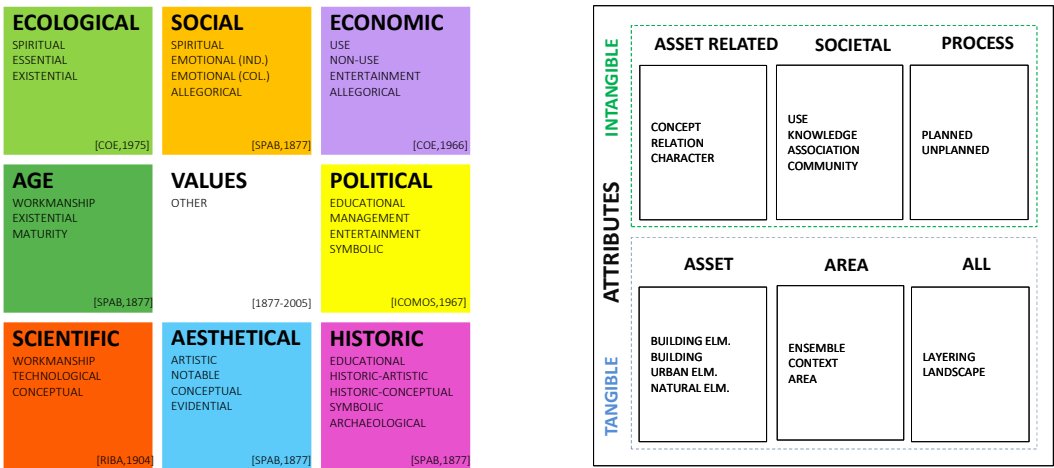 ECOLOGICAL
SPIRITUAL
ESSENTIAL
EXISTENTIAL
[COE,1975]
SOCIAL
SPIRITUAL
EMOTIONAL (IND.)
EMOTIONAL (COL.)
ALLEGORICAL
[SPAB,1877]
ECONOMIC
USE
NON-USE
ENTERTAINMENT
ALLEGORICAL
[COE,1966]
AGE
WORKMANSHIP
EXISTENTIAL
MATURITY
[SPAB,1877]
VALUES
OTHER
[1877-2005]
POLITICAL
EDUCATIONAL
MANAGEMENT
ENTERTAINMENT
SYMBOLIC
[ICOMOS,1967]
SCIENTIFIC
WORKMANSHIP
TECHNOLOGICAL
CONCEPTUAL
[RIBA,1904]
AESTHETICAL
ARTISTIC
NOTABLE
CONCEPTUAL
EVIDENTIAL
[SPAB,1877]
HISTORIC
EDUCATIONAL
HISTORIC-ARTISTIC
HISTORIC-CONCEPTUAL
SYMBOLIC
ARCHAEOLOGICAL
[SPAB,1877]
ATTRIBUTES
INTANGIBLE
ASSET RELATED
CONCEPT
RELATION
CHARACTER
SOCIETAL
USE
KNOWLEDGE
ASSOCIATION
COMMUNITY
PROCESS
PLANNED
UNPLANNED
TANGIBLE
ASSET
BUILDING ELM.
BUILDING
URBAN ELM.
NATURAL ELM.
AREA
ENSEMBLE
CONTEXT
AREA
ALL
LAYERING
LANDSCAPE